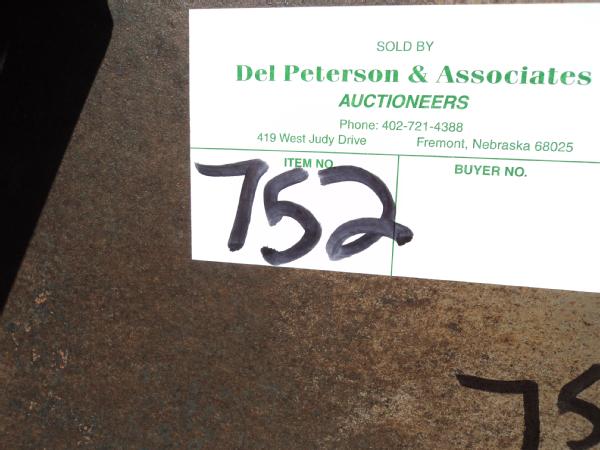 SOLD BY
Del Peterson & Associates
AUCTIONEERS
Phone: 402-721-4388
419 West Judy Drive Fremont, Nebraska 68025
ITEM NO. BUYER NO.
752
75